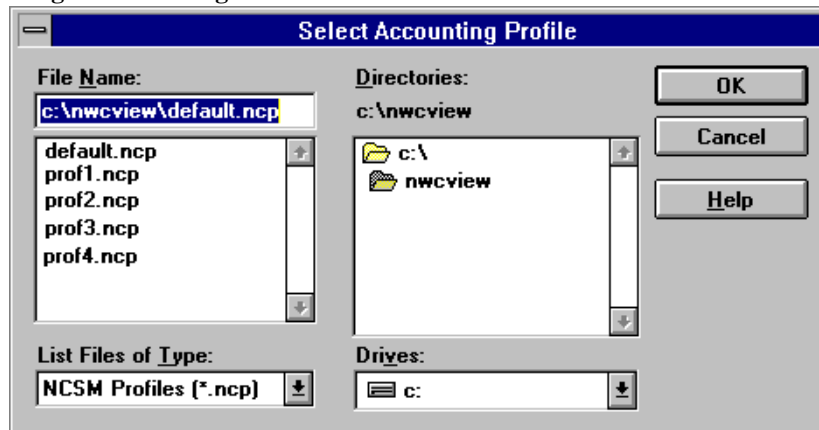 Select Accounting Profile
File Name:
c:\nwcview\default.ncp
default.ncp
prof1.ncp
prof2.ncp
prof3.ncp
prof4.ncp
List Files of Type:
NCSM Profiles (*.ncp)
Directories:
c:\nwcview
c:\
nwcview
Drives:
c:
OK
Cancel
Help